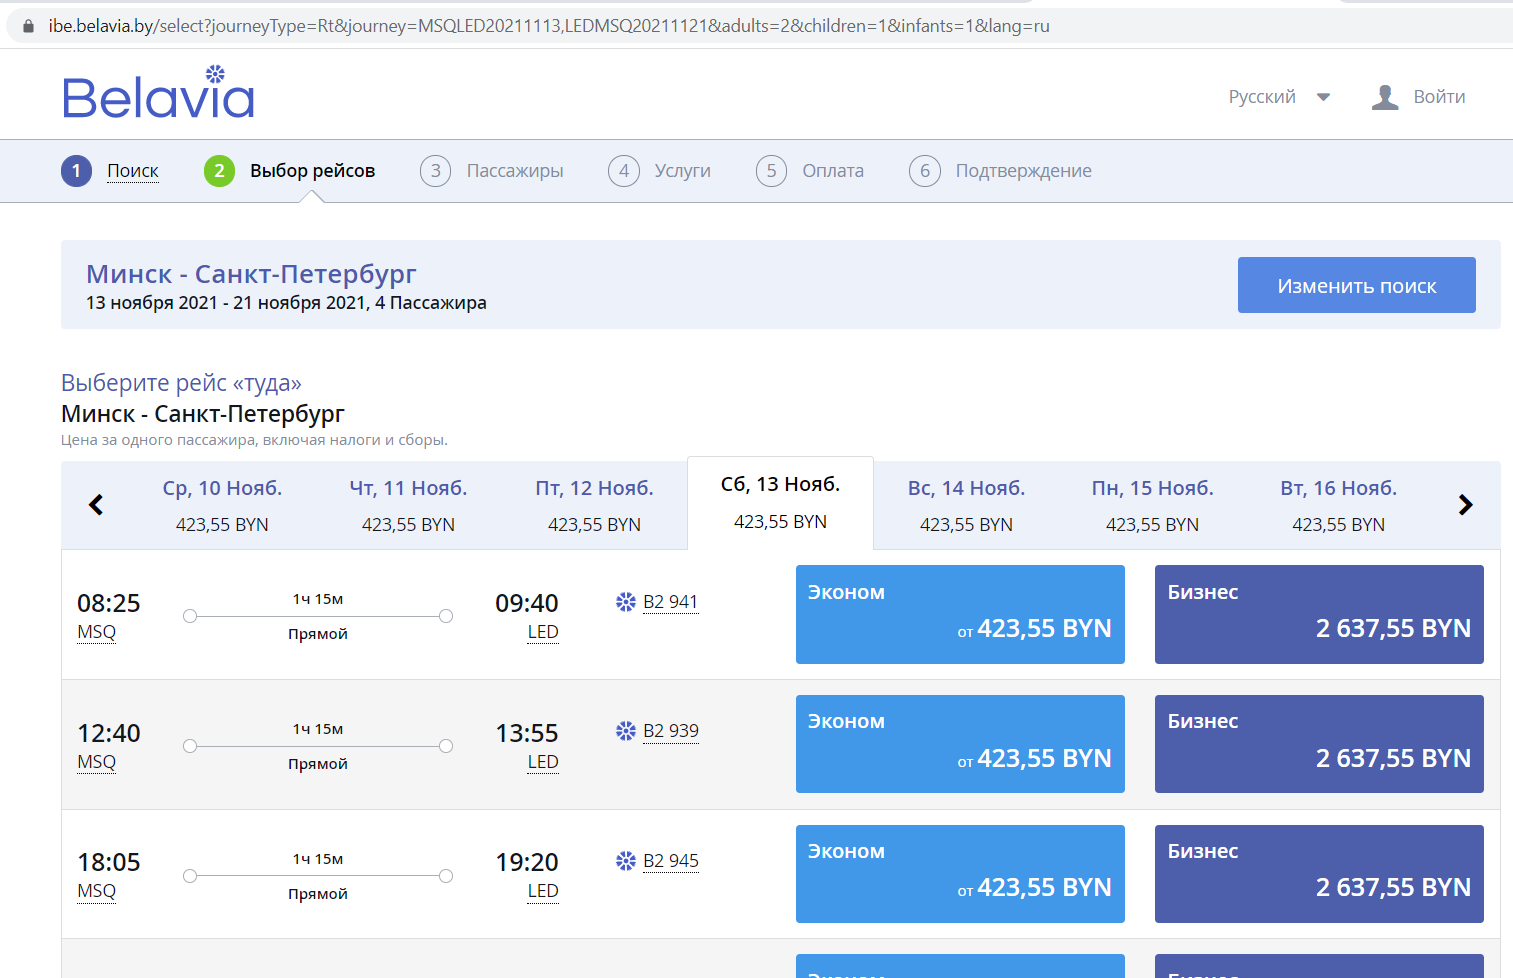 ibe.belavia.by/select?journeyType=Rt&journey=MSQLED20211113,LEDMSQ20211121&adults=2&children=1&infants=1&lang=ru
Belavia
Русский
Войти
1 Поиск 2 Выбор рейсов 3 Пассажиры 4 Услуги 5 Оплата 6 Подтверждение
Минск - Санкт-Петербург
13 ноября 2021 - 21 ноября 2021, 4 Пассажира
Изменить поиск
Выберите рейс «туда»
Минск - Санкт-Петербург
Цена за одного пассажира, включая налоги и сборы.
Ср, 10 Нояб. Чт, 11 Нояб. Пт, 12 Нояб. Сб, 13 Нояб. Вс, 14 Нояб. Пн, 15 Нояб. Вт, 16 Нояб.
423,55 BYN 423,55 BYN 423,55 BYN 423,55 BYN 423,55 BYN 423,55 BYN 423,55 BYN
08:25 1ч 15м 09:40 B2 941 Эконом Бизнес
MSQ Прямой LED от 423,55 BYN 2 637,55 BYN
12:40 1ч 15м 13:55 B2 939 Эконом Бизнес
MSQ Прямой LED от 423,55 BYN 2 637,55 BYN
18:05 1ч 15м 19:20 B2 945 Эконом Бизнес
MSQ Прямой LED от 423,55 BYN 2 637,55 BYN
Эконом Бизнес